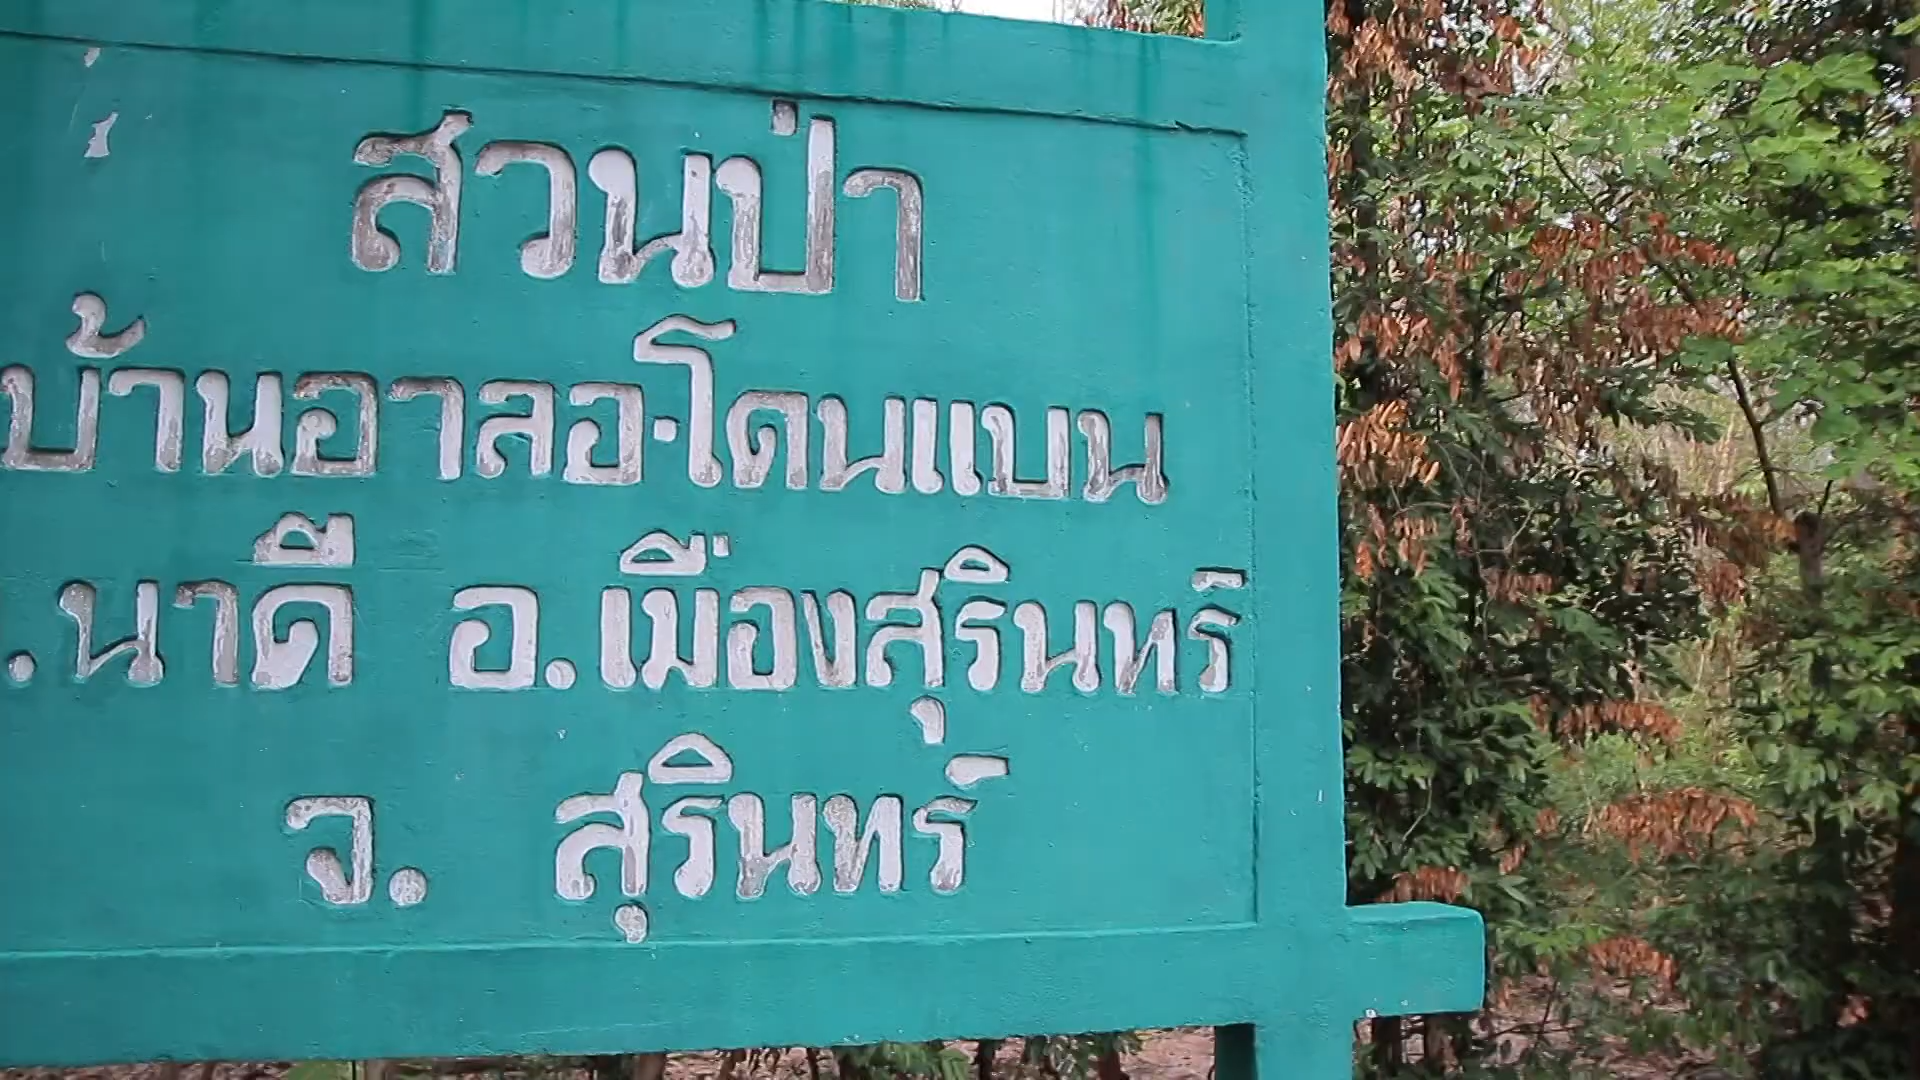 สวนป่า
บ้านอาลอ-โดนแบน
.นาดี อ.เมืองสุรินทร์
จ. สุรินทร์